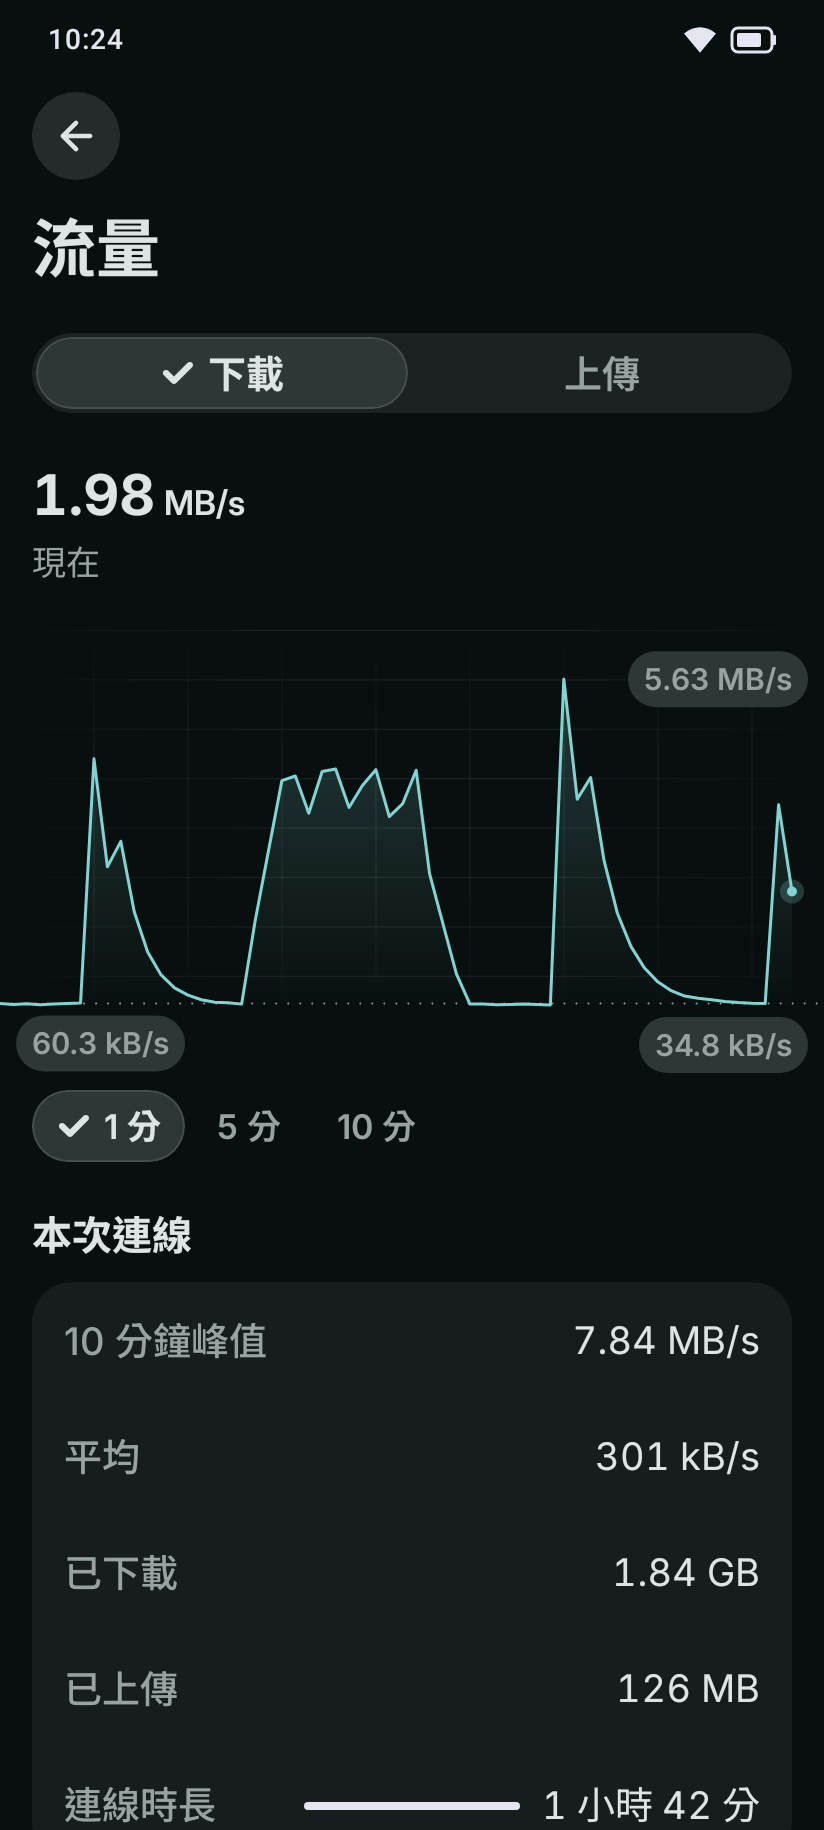 10:24
流量
下載
上傳
1.98 MB/s
現在
5.63 MB/s
60.3 kB/s
34.8 kB/s
1 分
5 分
10 分
本次連線
10 分鐘峰值
7.84 MB/s
平均
301 kB/s
已下載
1.84 GB
已上傳
126 MB
連線時長
1 小時 42 分